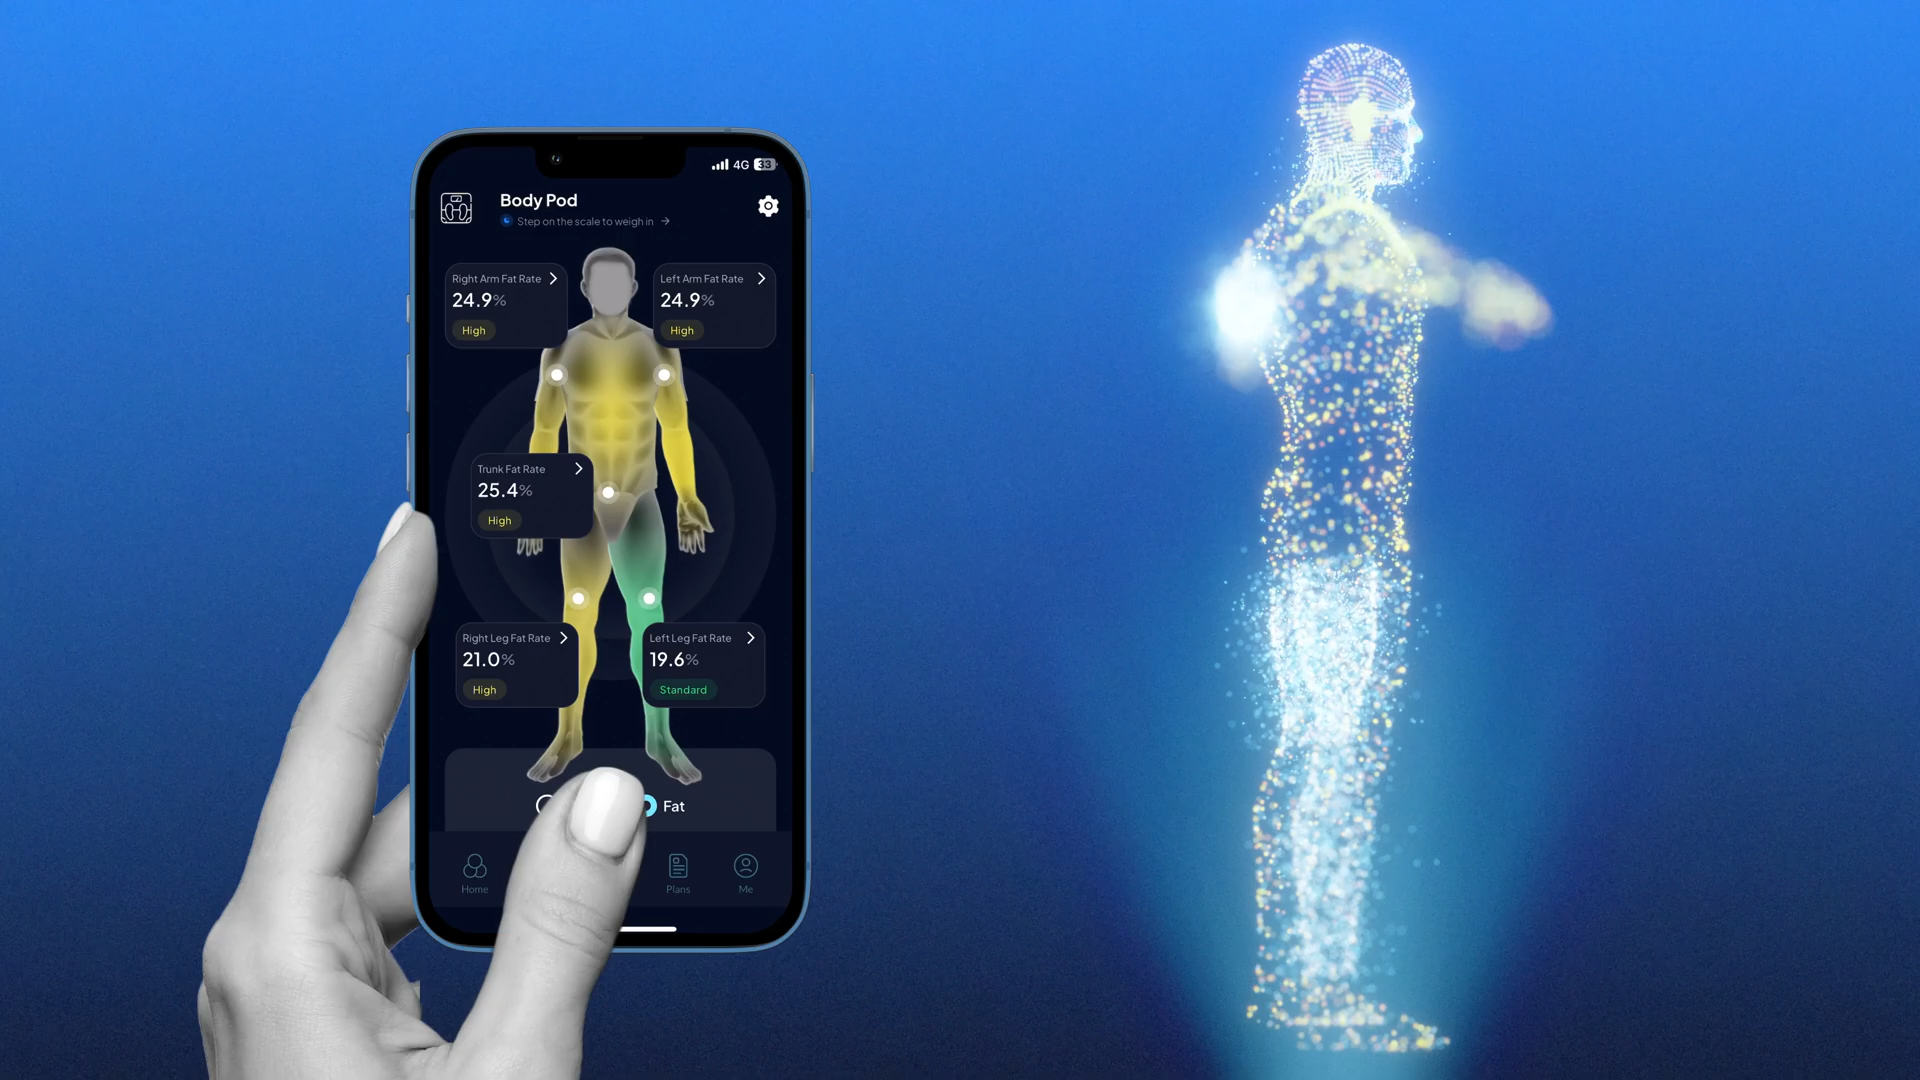 4G 33
Body Pod
Step on the scale to weigh in
Right Arm Fat Rate
24.9%
High
Left Arm Fat Rate
24.9%
High
Trunk Fat Rate
25.4%
High
Right Leg Fat Rate
21.0%
High
Left Leg Fat Rate
19.6%
Standard
Fat
Home
Plans
Me